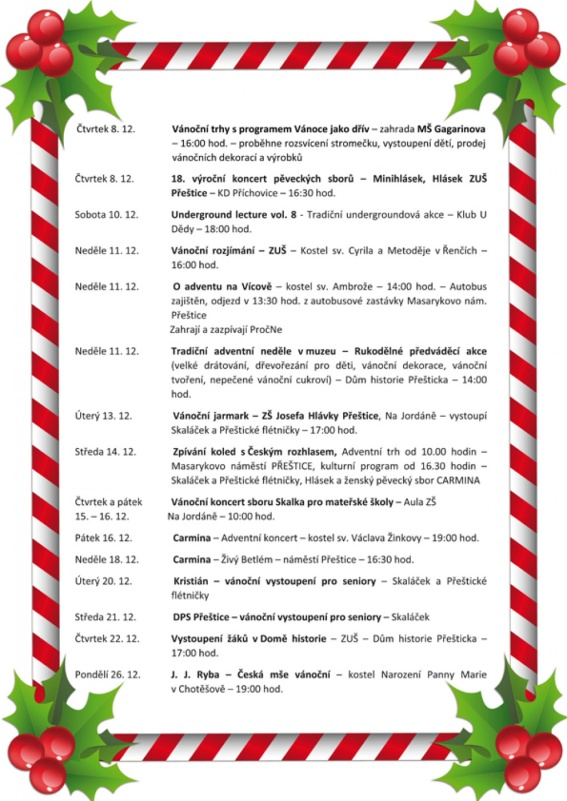 Čtvrtek 8. 12. Vánoční trhy s programem Vánoce jako dřív – zahrada MŠ Gagarinova
– 16:00 hod. – proběhne rozsvícení stromečku, vystoupení dětí, prodej
vánočních dekorací a výrobků
Čtvrtek 8. 12. 18. výroční koncert pěveckých sborů – Minihlásek, Hlásek ZUŠ
Přeštice – KD Příchovice – 16:30 hod.
Sobota 10. 12. Underground lecture vol. 8 - Tradiční undergroundová akce – Klub U
Dědy – 18:00 hod.
Neděle 11. 12. Vánoční rozjímání – ZUŠ – Kostel sv. Cyrila a Metoděje v Řenčích –
16:00 hod.
Neděle 11. 12. O adventu na Vícově – kostel sv. Ambrože – 14:00 hod. – Autobus
zajištěn, odjezd v 13:30 hod. z autobusové zastávky Masarykovo nám.
Přeštice
Zahrají a zazpívají PročNe
Neděle 11. 12. Tradiční adventní neděle v muzeu – Rukodělné předváděcí akce
(velké drátování, dřevořezání pro děti, vánoční dekorace, vánoční
tvoření, nepečené vánoční cukroví) – Dům historie Přešticka – 14:00
hod.
Úterý 13. 12. Vánoční jarmark – ZŠ Josefa Hlávky Přeštice, Na Jordáně – vystoupí
Skaláček a Přeštické flétničky – 17:00 hod.
Středa 14. 12. Zpívání koled s Českým rozhlasem, Adventní trh od 10.00 hodin –
Masarykovo náměstí PŘEŠTICE, kulturní program od 16.30 hodin –
Skaláček a Přeštické flétničky, Hlásek a ženský pěvecký sbor CARMINA
Čtvrtek a pátek Vánoční koncert sboru Skalka pro mateřské školy – Aula ZŠ
15. – 16. 12. Na Jordáně – 10:00 hod.
Pátek 16. 12. Carmina – Adventní koncert – kostel sv. Václava Žinkovy – 19:00 hod.
Neděle 18. 12. Carmina – Živý Betlém – náměstí Přeštice – 16:30 hod.
Úterý 20. 12. Kristián – vánoční vystoupení pro seniory – Skaláček a Přeštické
flétničky
Středa 21. 12. DPS Přeštice – vánoční vystoupení pro seniory – Skaláček
Čtvrtek 22. 12. Vystoupení žáků v Domě historie – ZUŠ – Dům historie Přešticka –
17:00 hod.
Pondělí 26. 12. J. J. Ryba – Česká mše vánoční – kostel Narození Panny Marie
v Chotěšově – 19:00 hod.